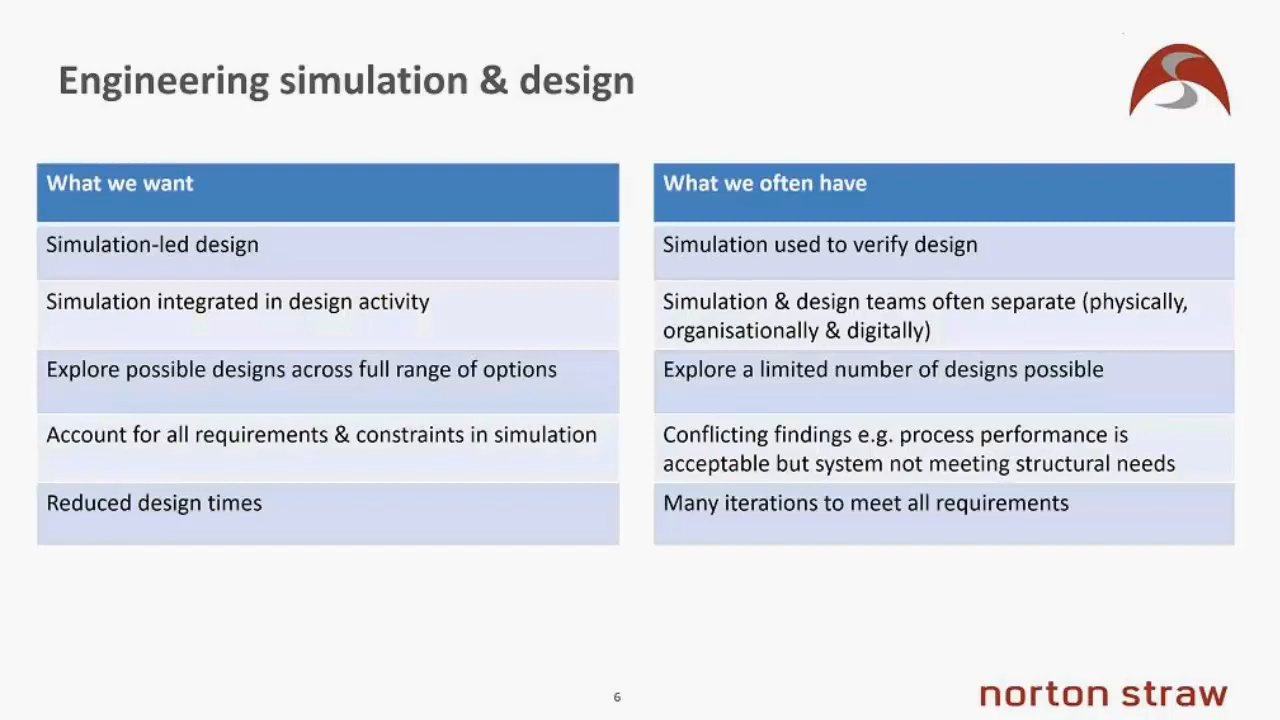 Engineering simulation & design
What we want
Simulation-led design
Simulation integrated in design activity
Explore possible designs across full range of options
Account for all requirements & constraints in simulation
Reduced design times
What we often have
Simulation used to verify design
Simulation & design teams often separate (physically,
organisationally & digitally)
Explore a limited number of designs possible
Conflicting findings e.g. process performance is
acceptable but system not meeting structural needs
Many iterations to meet all requirements
6
norton straw